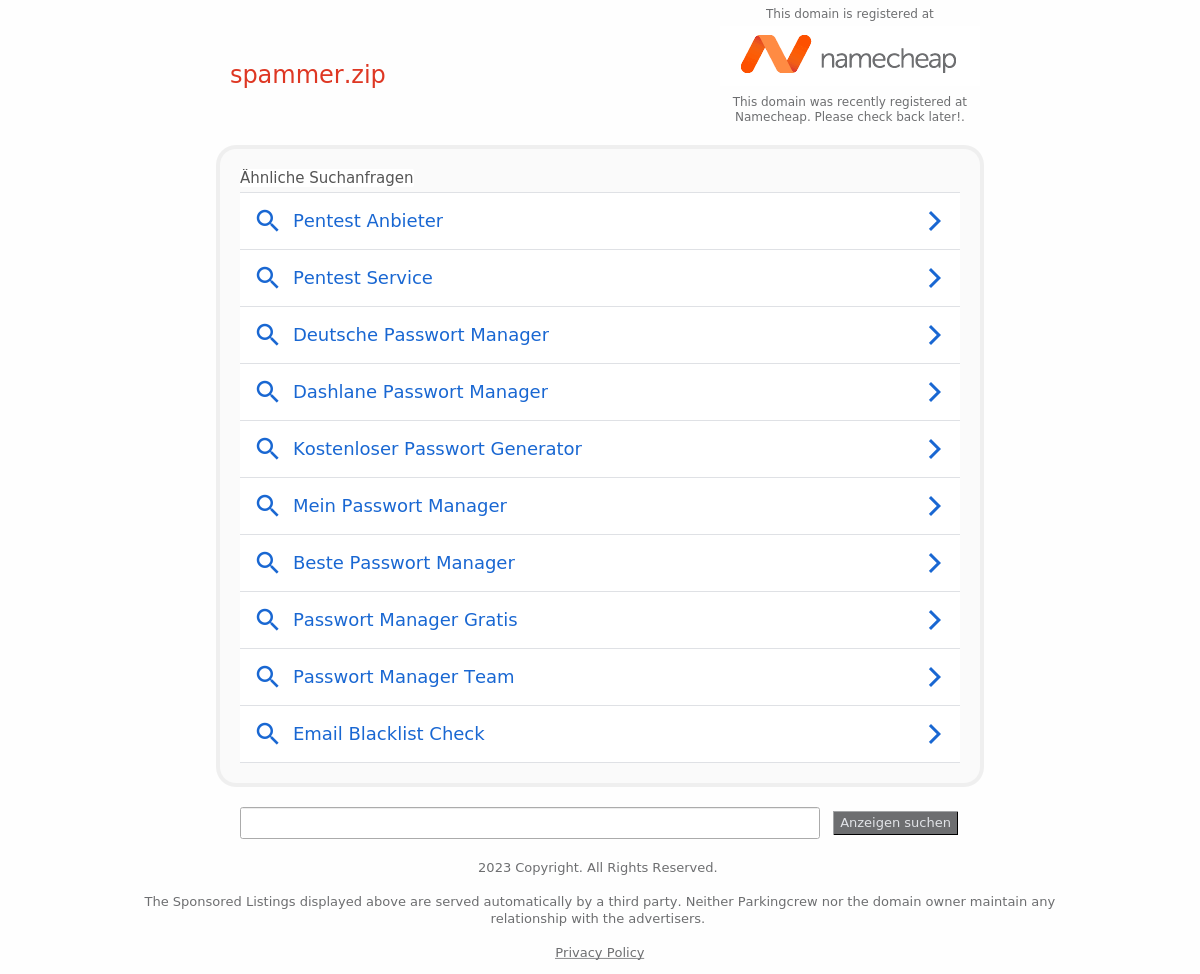 This domain is registered at
namecheap
spammer.zip
This domain was recently registered at
Namecheap. Please check back later!.
Ähnliche Suchanfragen
Pentest Anbieter
Pentest Service
Deutsche Passwort Manager
Dashlane Passwort Manager
Kostenloser Passwort Generator
Mein Passwort Manager
Beste Passwort Manager
Passwort Manager Gratis
Passwort Manager Team
Email Blacklist Check
Anzeigen suchen
2023 Copyright. All Rights Reserved.
The Sponsored Listings displayed above are served automatically by a third party. Neither Parkingcrew nor the domain owner maintain any
relationship with the advertisers.
Privacy Policy